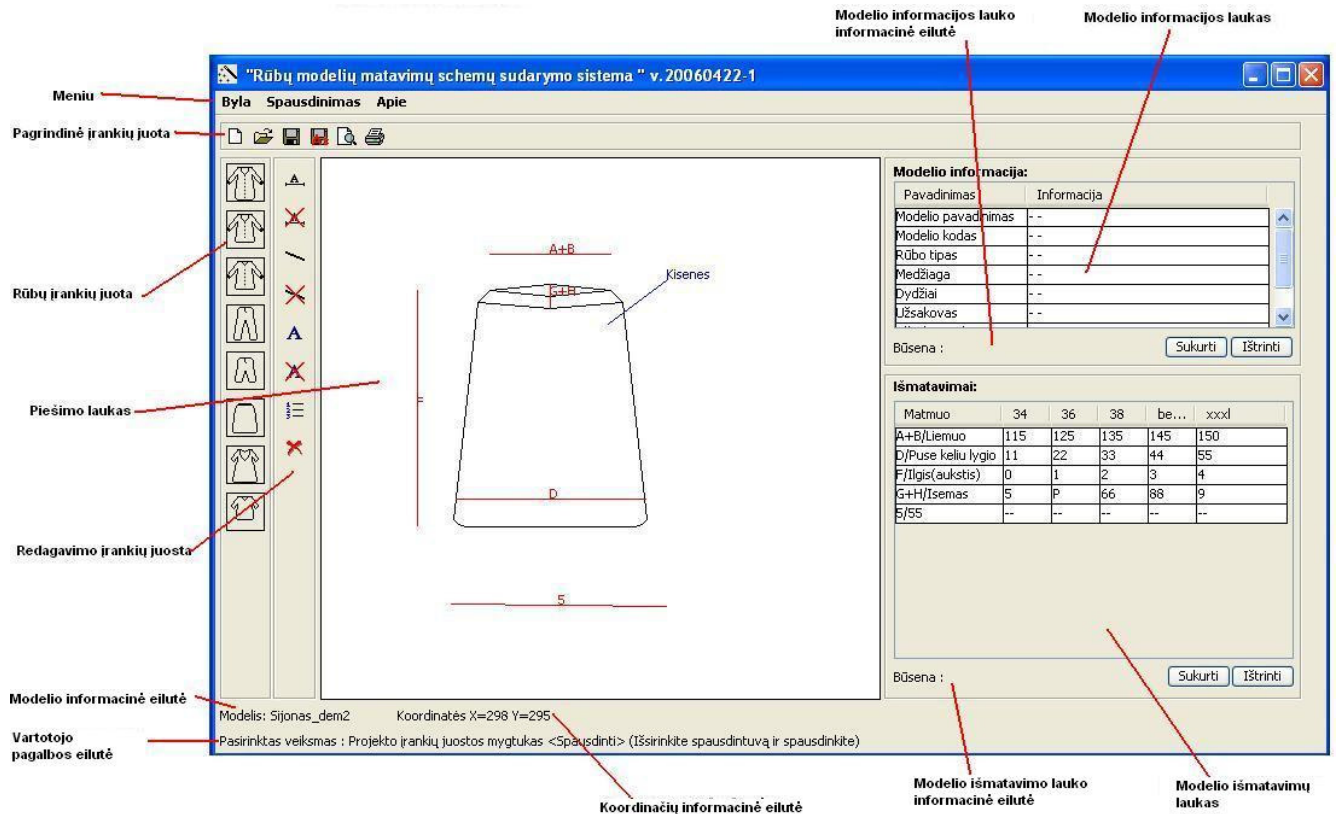 Modelio informacijos lauko
informacinė eilutė
Modelio informacijos laukas
"Rūbų modelių matavimų schemų sudarymo sistema " v.20060422-1
Meniu
Byla Spausdinimas Apie
Pagrindinė įrankių juota
Rūbų įrankių juota
Piešimo laukas
Redagavimo įrankių juosta
A+B
G+H
Kisenes
F
D
5
Modelio informacija:
Pavadinimas Informacija
Modelio pavadinimas - -
Modelio kodas - -
Rūbo tipas - -
Medžiaga - -
Dydžiai - -
Užsakovas - -
Būsena : Sukurti Ištrinti
Išmatavimai:
Matmuo 34 36 38 be... xxxl
A+B/Liemuo 115 125 135 145 150
D/Puse keliu lygio 11 22 33 44 55
F/Ilgis(aukstis) 0 1 2 3 4
G+H/Isemas 5 P 66 88 9
5/55 -- -- -- -- --
Būsena : Sukurti Ištrinti
Modelio informacinė eilutė
Modelis: Sijonas_dem2 Koordinatės X=298 Y=295
Vartotojo
pagalbos eilutė
Pasirinktas veiksmas : Projekto įrankių juostos mygtukas <Spausdinti> (Išsirinkite spausdintuvą ir spausdinkite)
Koordinačių informacinė eilutė
Modelio išmatavimo lauko
informacinė eilutė
Modelio išmatavimų
laukas